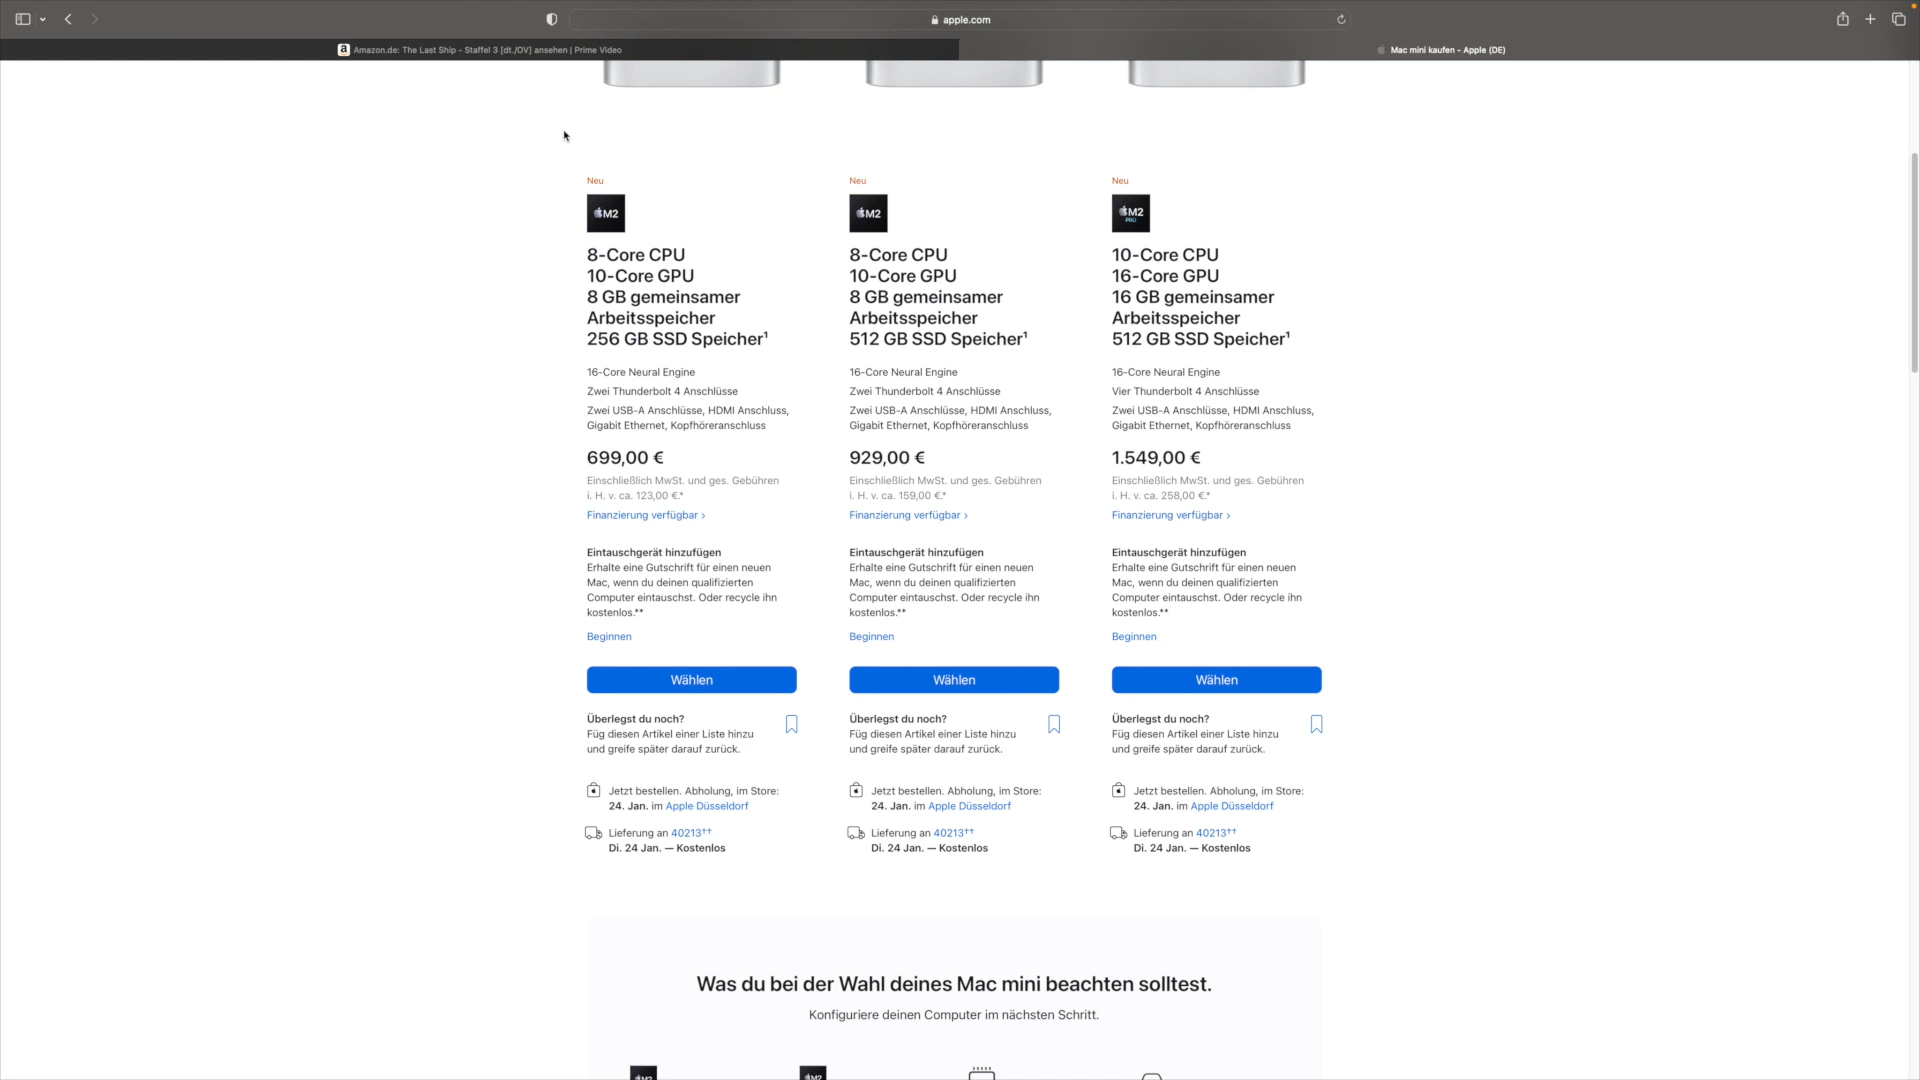 apple.com
Amazon.de: The Last Ship - Staffel 3 [dt./OV] ansehen | Prime Video
Mac mini kaufen - Apple (DE)
Neu
M2
8-Core CPU
10-Core GPU
8 GB gemeinsamer
Arbeitsspeicher
256 GB SSD Speicher¹
16-Core Neural Engine
Zwei Thunderbolt 4 Anschlüsse
Zwei USB-A Anschlüsse, HDMI Anschluss,
Gigabit Ethernet, Kopfhöreranschluss
699,00 €
Einschließlich MwSt. und ges. Gebühren
i. H. v. ca. 123,00 €.*
Finanzierung verfügbar ›
Eintauschgerät hinzufügen
Erhalte eine Gutschrift für einen neuen
Mac, wenn du deinen qualifizierten
Computer eintauschst. Oder recycle ihn
kostenlos.**
Beginnen
Wählen
Überlegst du noch?
Füg diesen Artikel einer Liste hinzu
und greife später darauf zurück.
Jetzt bestellen. Abholung, im Store:
24. Jan. im Apple Düsseldorf
Lieferung an 40213††
Di. 24 Jan. — Kostenlos
Neu
M2
8-Core CPU
10-Core GPU
8 GB gemeinsamer
Arbeitsspeicher
512 GB SSD Speicher¹
16-Core Neural Engine
Zwei Thunderbolt 4 Anschlüsse
Zwei USB-A Anschlüsse, HDMI Anschluss,
Gigabit Ethernet, Kopfhöreranschluss
929,00 €
Einschließlich MwSt. und ges. Gebühren
i. H. v. ca. 159,00 €.*
Finanzierung verfügbar ›
Eintauschgerät hinzufügen
Erhalte eine Gutschrift für einen neuen
Mac, wenn du deinen qualifizierten
Computer eintauschst. Oder recycle ihn
kostenlos.**
Beginnen
Wählen
Überlegst du noch?
Füg diesen Artikel einer Liste hinzu
und greife später darauf zurück.
Jetzt bestellen. Abholung, im Store:
24. Jan. im Apple Düsseldorf
Lieferung an 40213††
Di. 24 Jan. — Kostenlos
Neu
M2
PRO
10-Core CPU
16-Core GPU
16 GB gemeinsamer
Arbeitsspeicher
512 GB SSD Speicher¹
16-Core Neural Engine
Vier Thunderbolt 4 Anschlüsse
Zwei USB-A Anschlüsse, HDMI Anschluss,
Gigabit Ethernet, Kopfhöreranschluss
1.549,00 €
Einschließlich MwSt. und ges. Gebühren
i. H. v. ca. 258,00 €.*
Finanzierung verfügbar ›
Eintauschgerät hinzufügen
Erhalte eine Gutschrift für einen neuen
Mac, wenn du deinen qualifizierten
Computer eintauschst. Oder recycle ihn
kostenlos.**
Beginnen
Wählen
Überlegst du noch?
Füg diesen Artikel einer Liste hinzu
und greife später darauf zurück.
Jetzt bestellen. Abholung, im Store:
24. Jan. im Apple Düsseldorf
Lieferung an 40213††
Di. 24 Jan. — Kostenlos
Was du bei der Wahl deines Mac mini beachten solltest.
Konfiguriere deinen Computer im nächsten Schritt.
M2
M2